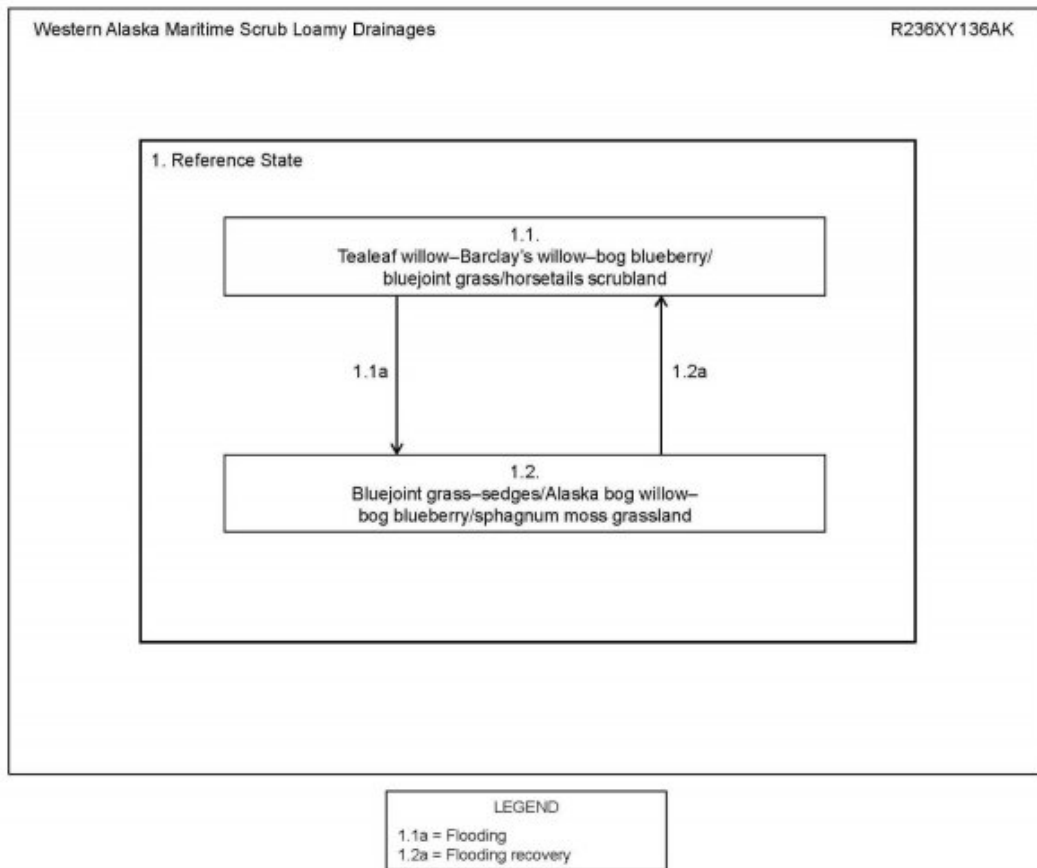 Western Alaska Maritime Scrub Loamy Drainages
R236XY136AK
1. Reference State
1.1.
Tealeaf willow–Barclay's willow–bog blueberry/
bluejoint grass/horsetails scrubland
1.1a
1.2a
1.2.
Bluejoint grass–sedges/Alaska bog willow–
bog blueberry/sphagnum moss grassland
LEGEND
1.1a = Flooding
1.2a = Flooding recovery